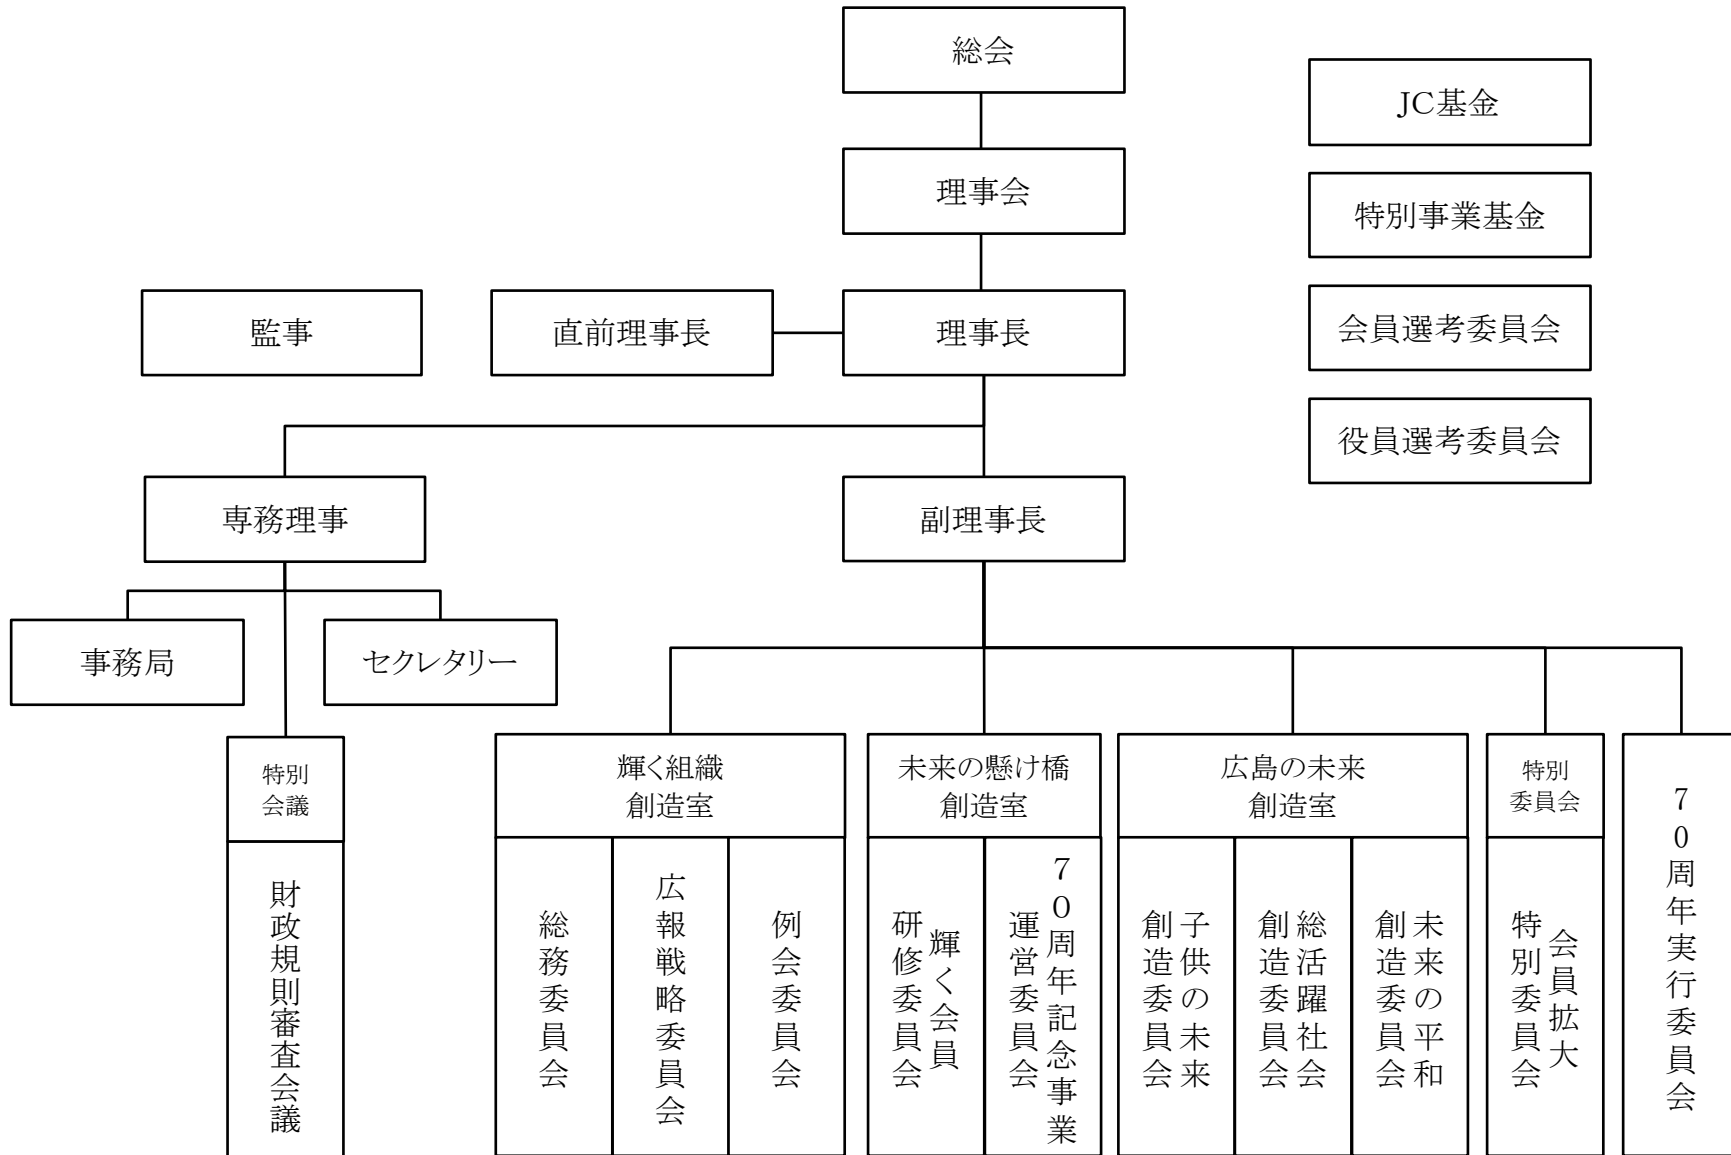 総会
JC基金
理事会
特別事業基金
監事
直前理事長
理事長
会員選考委員会
役員選考委員会
専務理事
副理事長
事務局
セクレタリー
特別
会議
財政規則審査会議
輝く組織
創造室
総務委員会
広報戦略委員会
例会委員会
未来の懸け橋
創造室
輝く会員
研修委員会
70周年記念事業
運営委員会
広島の未来
創造室
子供の未来
創造委員会
総活躍社会
創造委員会
未来の平和
創造委員会
特別
委員会
会員拡大
特別委員会
70周年実行委員会